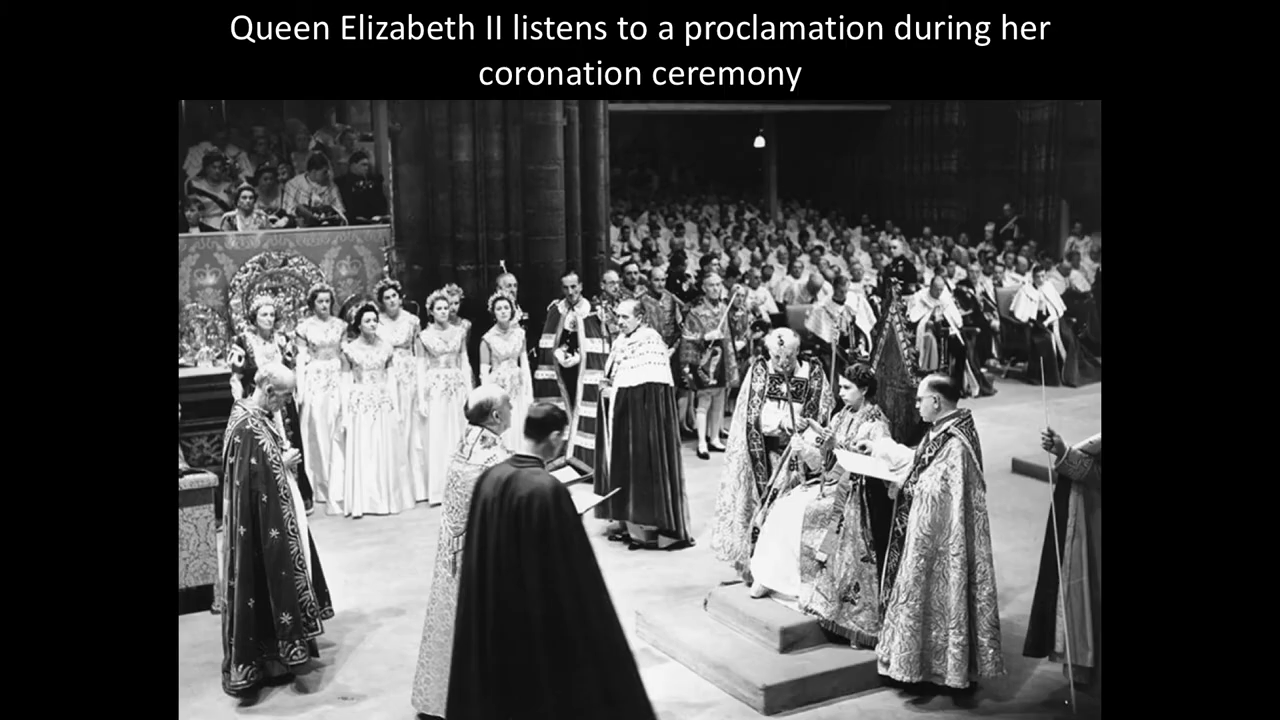 Queen Elizabeth II listens to a proclamation during her
coronation ceremony